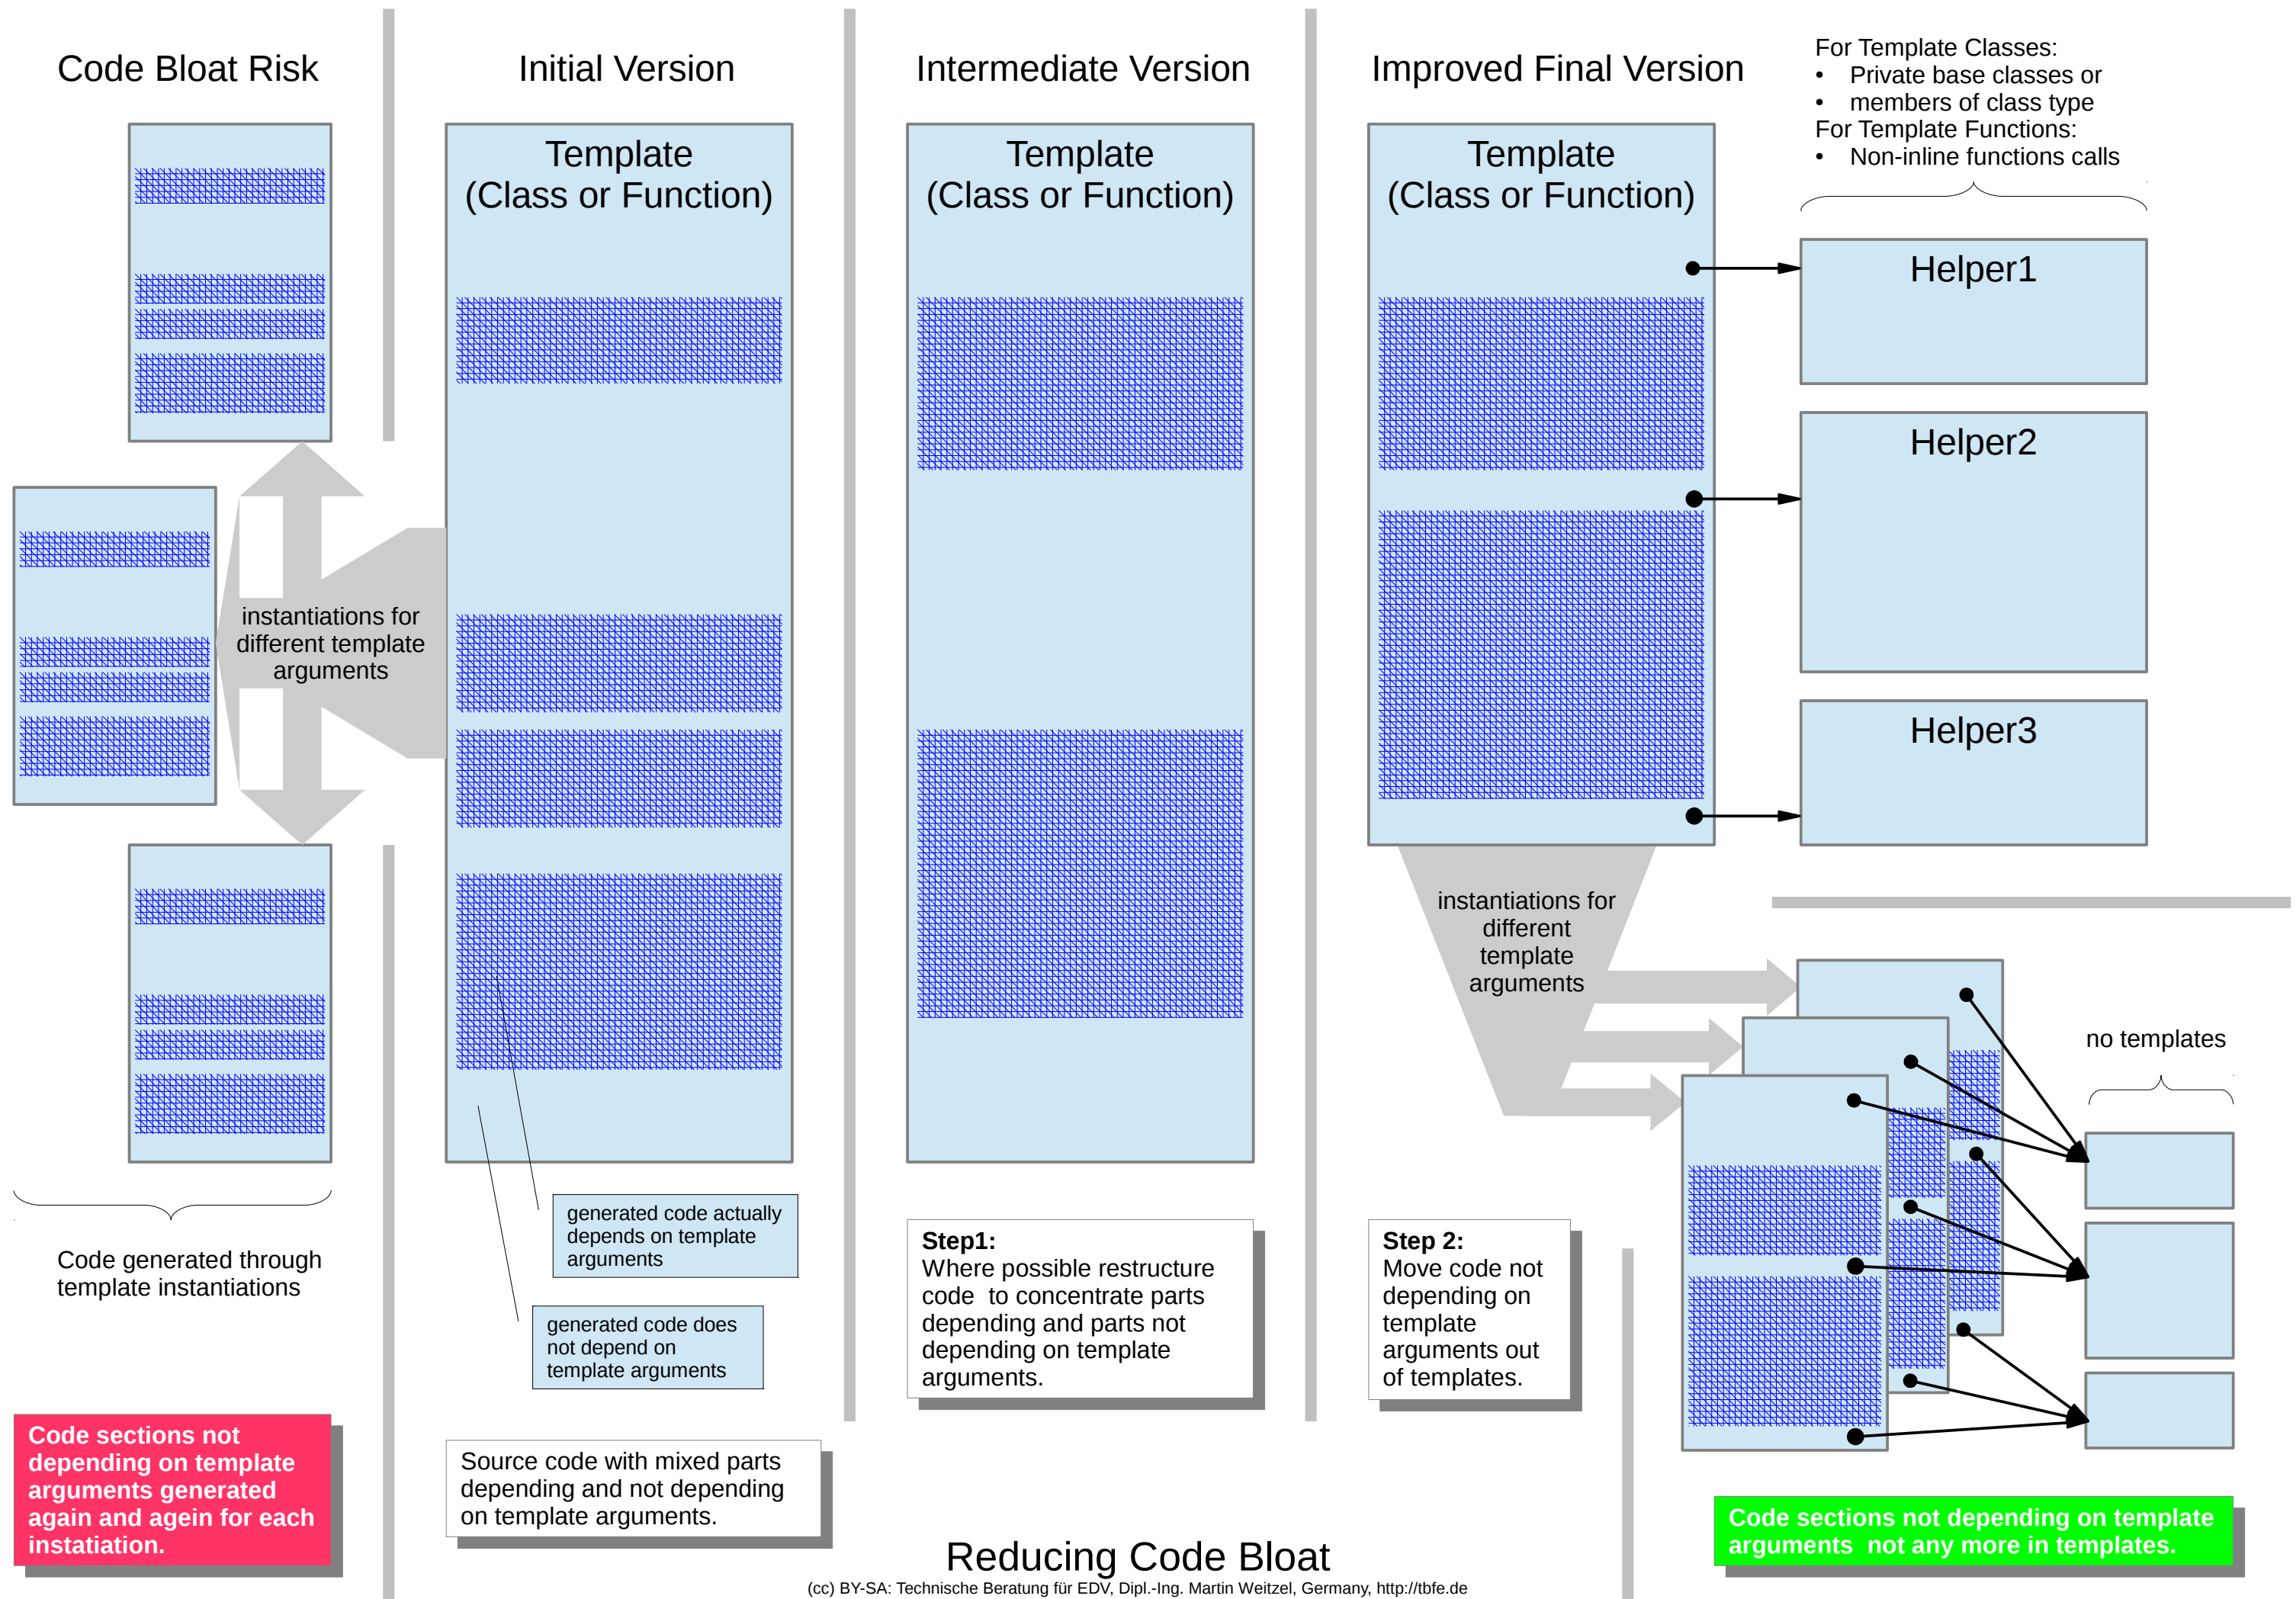 Code Bloat Risk
Initial Version
Intermediate Version
Improved Final Version
For Template Classes:
• Private base classes or
• members of class type
For Template Functions:
• Non-inline functions calls
Template
(Class or Function)
Template
(Class or Function)
Template
(Class or Function)
Helper1
Helper2
Helper3
instantiations for
different template
arguments
instantiations for
different
template
arguments
no templates
generated code actually
depends on template
arguments
generated code does
not depend on
template arguments
Code generated through
template instantiations
Step1:
Where possible restructure
code  to concentrate parts
depending and parts not
depending on template
arguments.
Step 2:
Move code not
depending on
template
arguments out
of templates.
Code sections not
depending on template
arguments generated
again and agein for each
instatiation.
Source code with mixed parts
depending and not depending
on template arguments.
Code sections not depending on template
arguments  not any more in templates.
Reducing Code Bloat
(cc) BY-SA: Technische Beratung für EDV, Dipl.-Ing. Martin Weitzel, Germany, http://tbfe.de